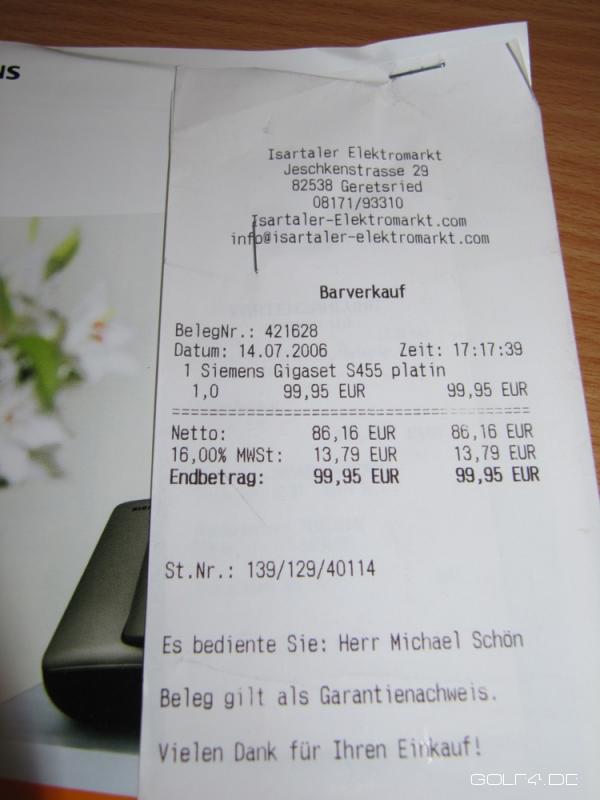 Isartaler Elektromarkt
Jeschkenstrasse 29
82538 Geretsried
08171/93310
Isartaler-Elektromarkt.com
info@isartaler-elektromarkt.com
Barverkauf
BelegNr.: 421628
Datum: 14.07.2006 Zeit: 17:17:39
1 Siemens Gigaset S455 platin
1,0 99,95 EUR 99,95 EUR
Netto: 86,16 EUR 86,16 EUR
16,00% MWSt: 13,79 EUR 13,79 EUR
Endbetrag: 99,95 EUR 99,95 EUR
St.Nr.: 139/129/40114
Es bediente Sie: Herr Michael Schön
Beleg gilt als Garantienachweis.
Vielen Dank für Ihren Einkauf!
GOLF4.DE